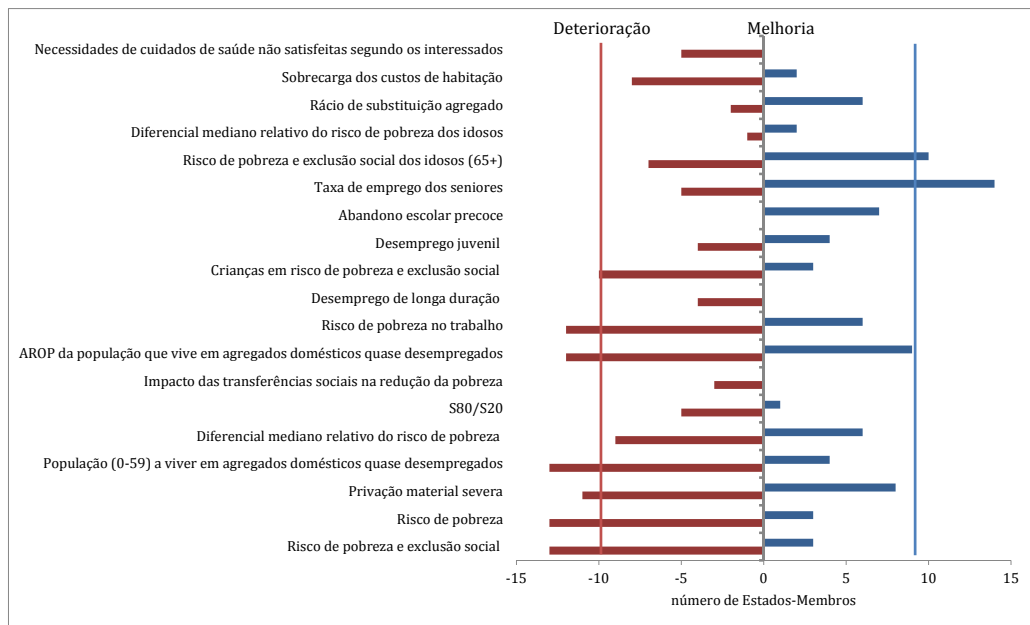 Deterioração
Melhoria
Necessidades de cuidados de saúde não satisfeitas segundo os interessados
Sobrecarga dos custos de habitação
Rácio de substituição agregado
Diferencial mediano relativo do risco de pobreza dos idosos
Risco de pobreza e exclusão social dos idosos (65+)
Taxa de emprego dos seniores
Abandono escolar precoce
Desemprego juvenil
Crianças em risco de pobreza e exclusão social
Desemprego de longa duração
Risco de pobreza no trabalho
AROP da população que vive em agregados domésticos quase desempregados
Impacto das transferências sociais na redução da pobreza
S80/S20
Diferencial mediano relativo do risco de pobreza
População (0-59) a viver em agregados domésticos quase desempregados
Privação material severa
Risco de pobreza
Risco de pobreza e exclusão social
-15 -10 -5 0 5 10 15
número de Estados-Membros